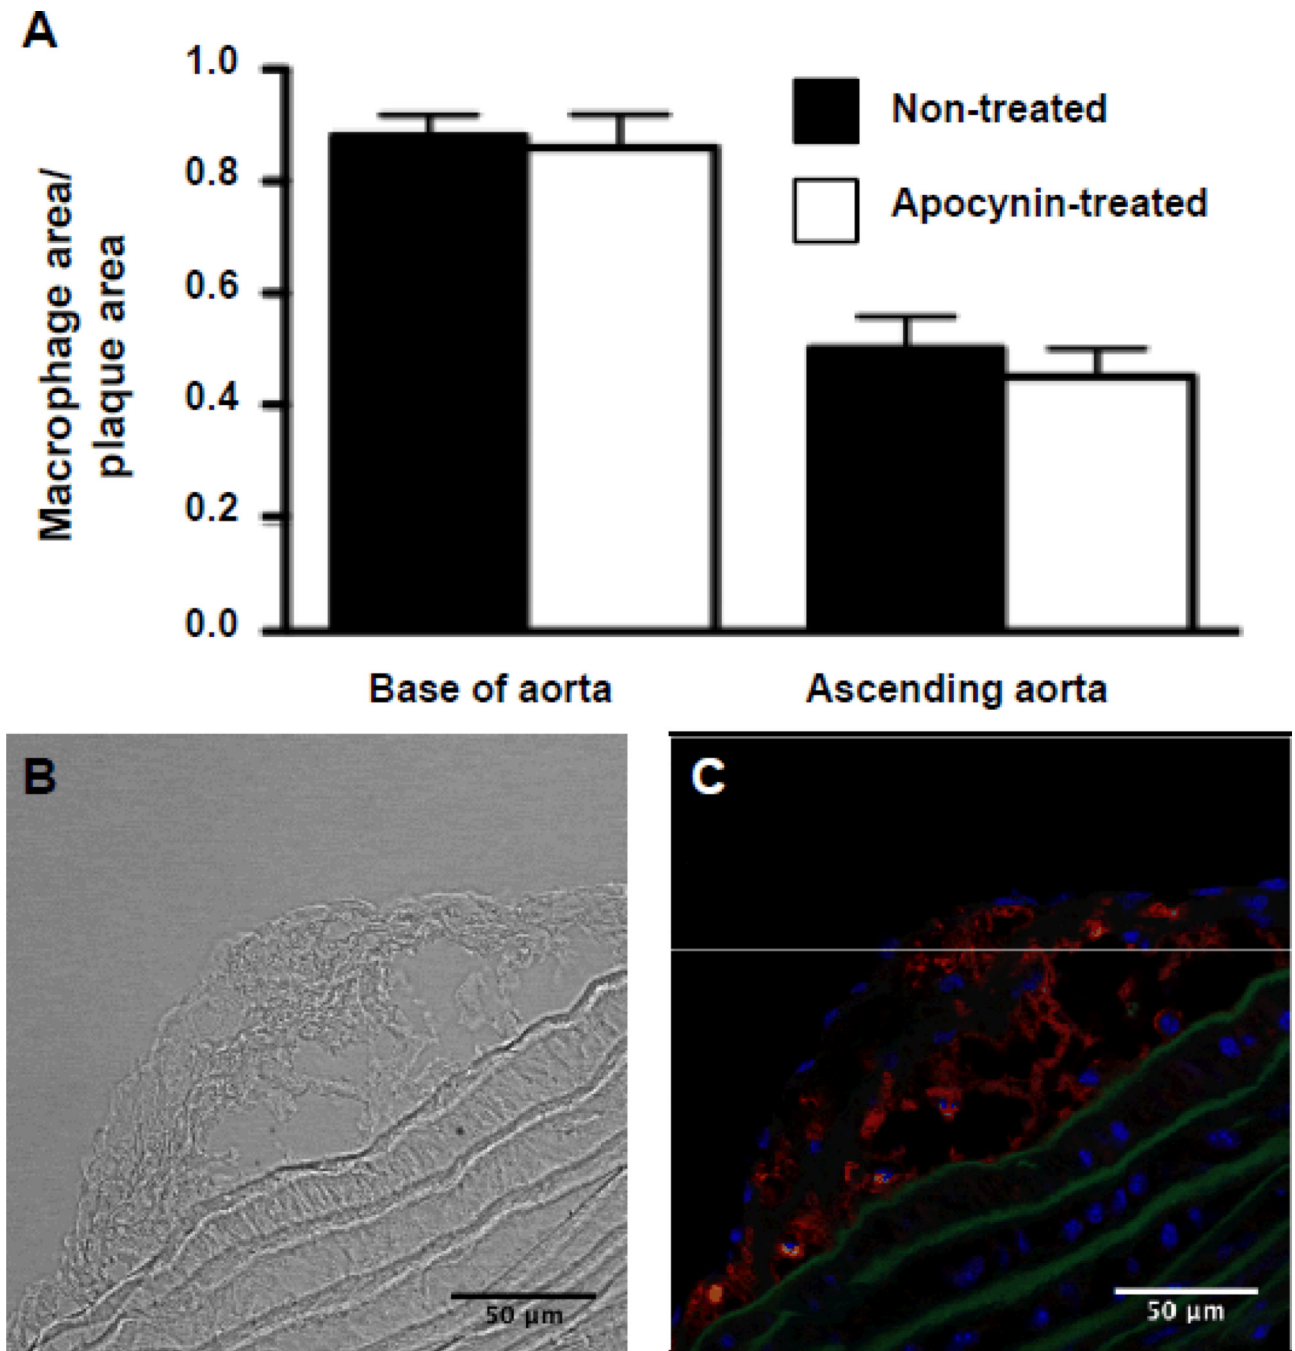 A
1.0
0.8
0.6
0.4
0.2
0.0
Macrophage area/
plaque area
Non-treated
Apocynin-treated
Base of aorta
Ascending aorta
B
50 µm
C
50 µm